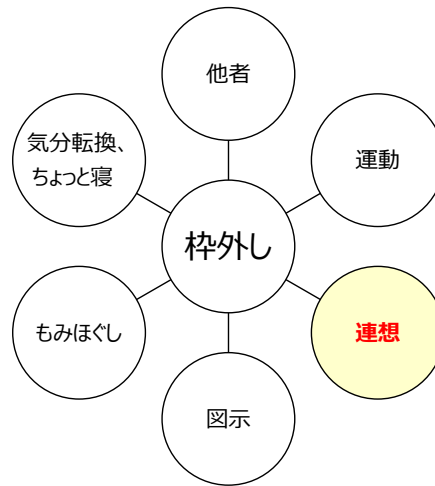 他者
気分転換、
ちょっと寝
運動
枠外し
もみほぐし
連想
図示